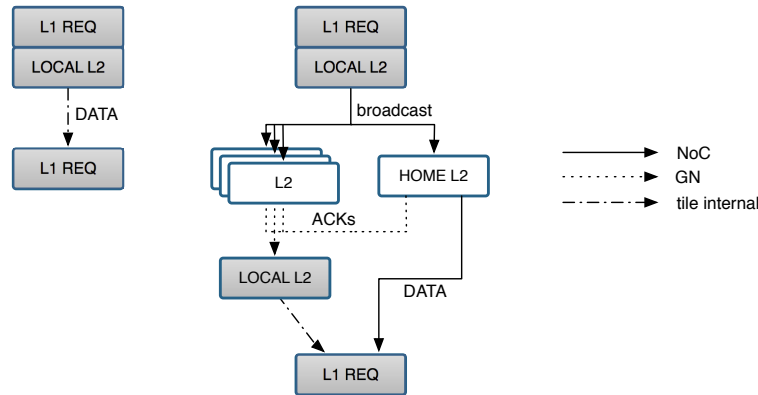 L1 REQ
LOCAL L2
DATA
L1 REQ
L1 REQ
LOCAL L2
broadcast
L2
HOME L2
ACKs
LOCAL L2
DATA
L1 REQ
NoC
GN
tile internal